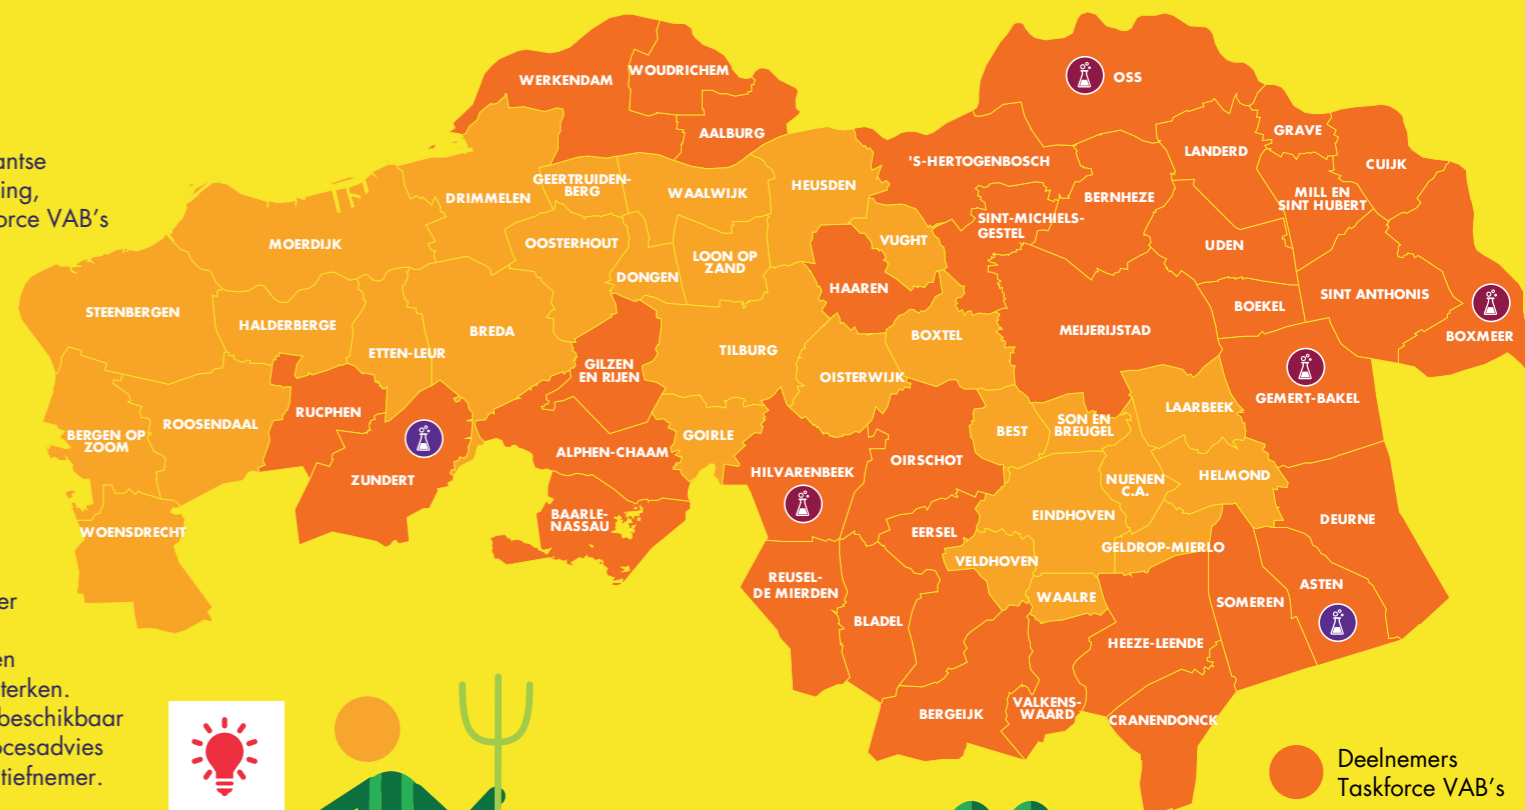 antse
ing,
orce VAB's
er
en
terken.
beschikbaar
ocesadvies
tiefnemer.
WERKENDAM
WOUDRICHEM
AALBURG
OSS
'S-HERTOGENBOSCH
LANDERD
GRAVE
CUIJK
BERNHEZE
MILL EN
SINT HUBERT
DRIMMELEN
GEERTRUIDEN-
BERG
WAALWIJK
HEUSDEN
SINT-MICHIELS-
GESTEL
MOERDIJK
OOSTERHOUT
VUGHT
UDEN
DONGEN
LOON OP
ZAND
HAAREN
SINT ANTHONIS
STEENBERGEN
HALDERBERGE
BREDA
BOEKEL
BOXMEER
ETTEN-LEUR
TILBURG
BOXTEL
MEIJERIJSTAD
GILZEN
EN RIJEN
OISTERWIJK
GEMERT-BAKEL
RUCPHEN
ROOSENDAAL
BERGEN OP
ZOOM
GOIRLE
BEST
SON EN
BREUGEL
LAARBEEK
ZUNDERT
ALPHEN-CHAAM
HILVARENBEEK
OIRSCHOT
NUENEN
C.A.
HELMOND
WOENSDRECHT
BAARLE-
NASSAU
EERSEL
EINDHOVEN
DEURNE
VELDHOVEN
GELDROP-MIERLO
REUSEL-
DE MIERDEN
WAALRE
ASTEN
SOMEREN
BLADEL
HEEZE-LEENDE
BERGEIJK
VALKENS-
WAARD
CRANENDONCK
Deelnemers
Taskforce VAB's